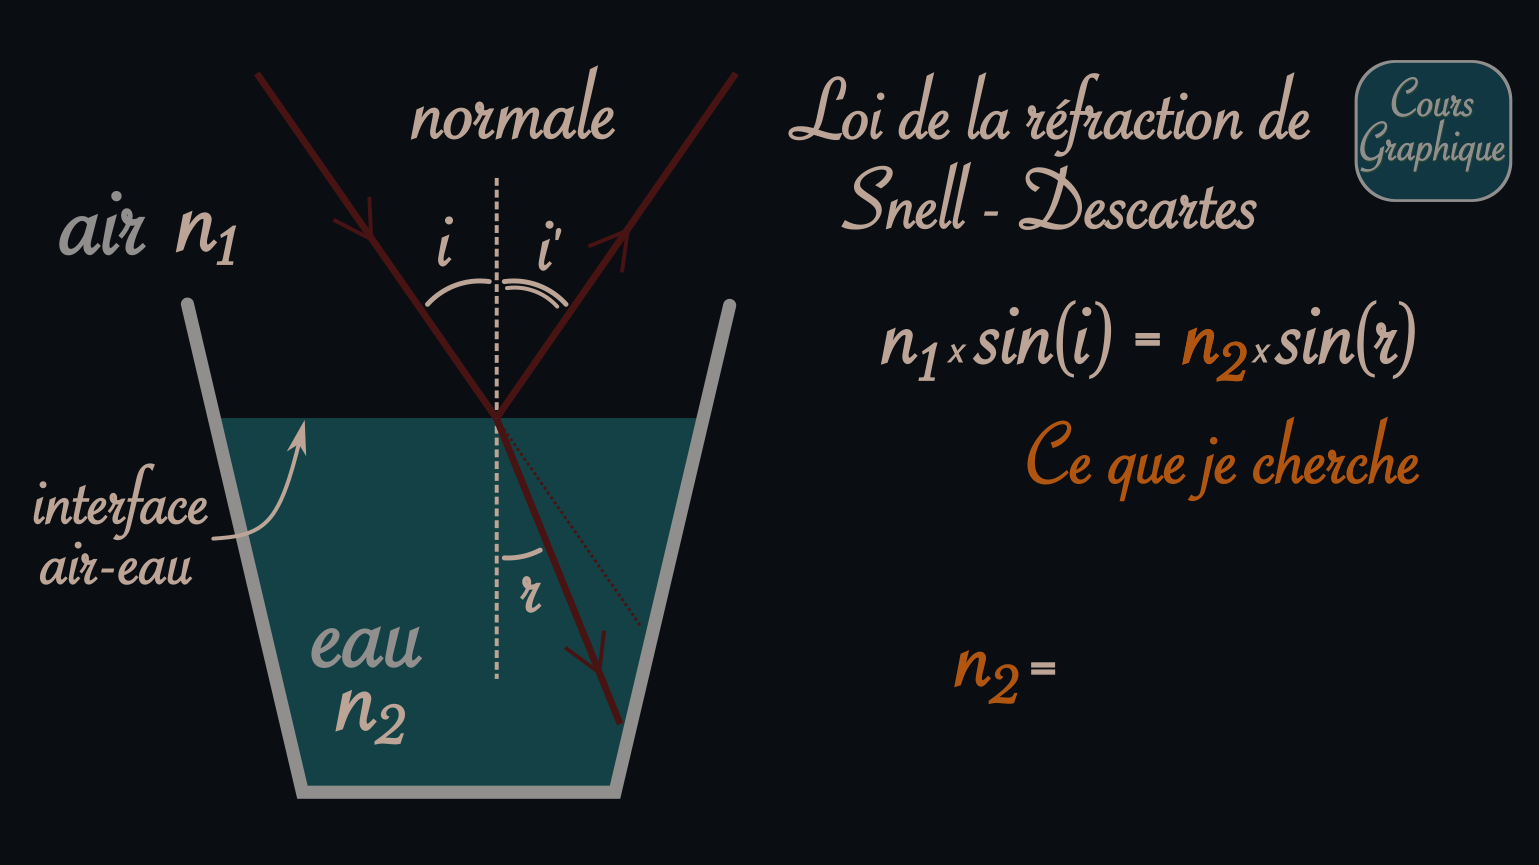 normale
Loi de la réfraction de
Snell - Descartes
Cours
Graphique
air n1
i
i'
n1 x sin(i) = n2 x sin(r)
Ce que je cherche
interface
air-eau
r
eau
n2
n2 =